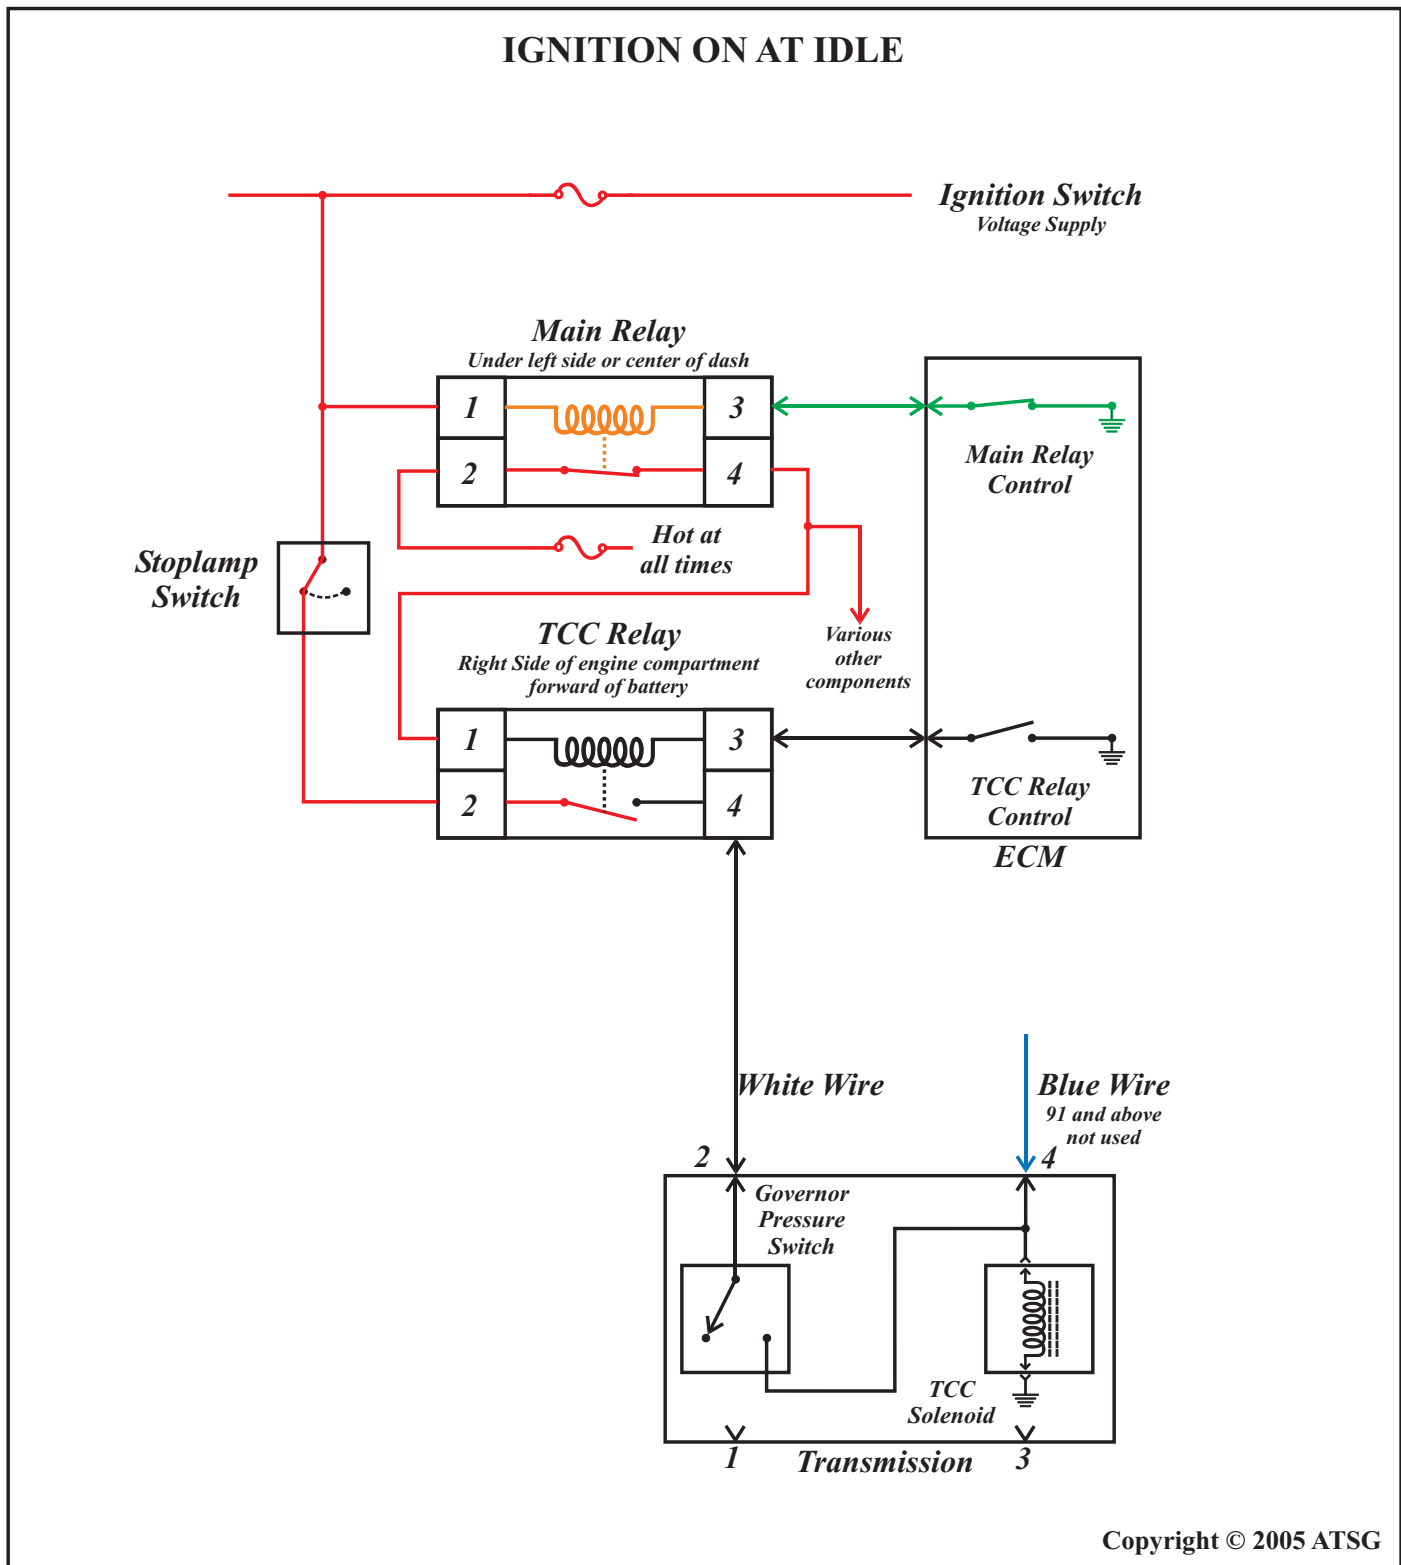 IGNITION ON AT IDLE
Ignition Switch
Voltage Supply
Main Relay
Under left side or center of dash
1
3
2
4
Main Relay
Control
Hot at
all times
Stoplamp
Switch
TCC Relay
Right Side of engine compartment
forward of battery
Various
other
components
1
3
2
4
TCC Relay
Control
ECM
White Wire
Blue Wire
91 and above
not used
2
4
Governor
Pressure
Switch
TCC
Solenoid
1
Transmission
3
Copyright © 2005 ATSG